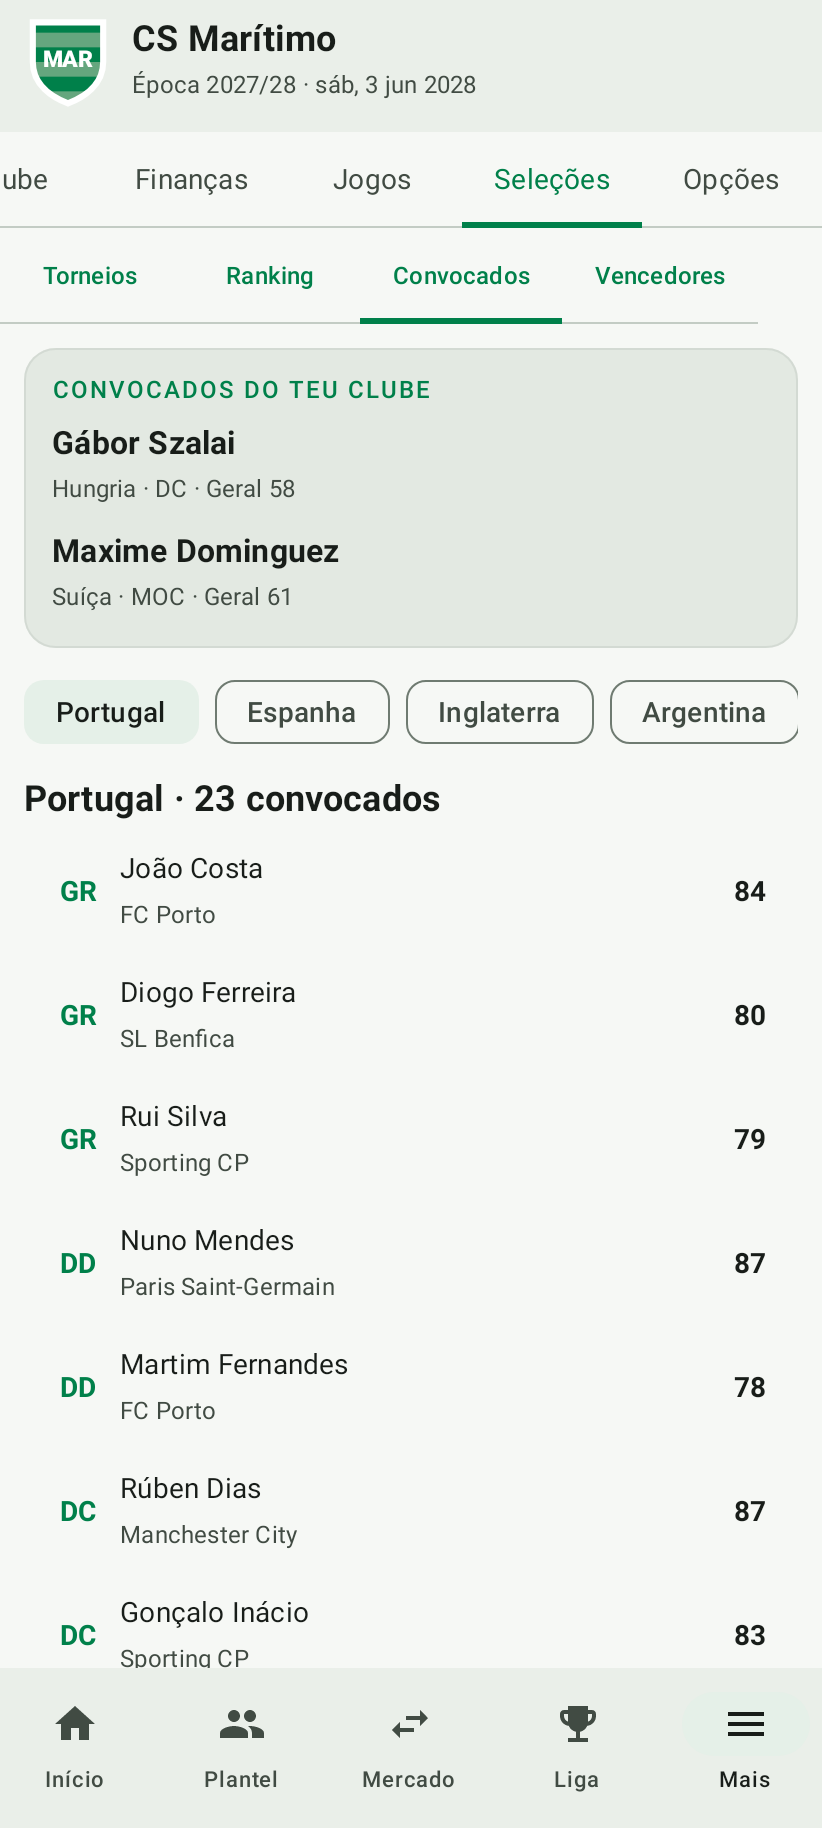 MAR
CS Marítimo
Época 2027/28 · sáb, 3 jun 2028
ube Finanças Jogos Seleções Opções
Torneios Ranking Convocados Vencedores
CONVOCADOS DO TEU CLUBE
Gábor Szalai
Hungria · DC · Geral 58
Maxime Dominguez
Suíça · MOC · Geral 61
Portugal Espanha Inglaterra Argentina
Portugal · 23 convocados
João Costa
GR 84
FC Porto
Diogo Ferreira
GR 80
SL Benfica
Rui Silva
GR 79
Sporting CP
Nuno Mendes
DD 87
Paris Saint-Germain
Martim Fernandes
DD 78
FC Porto
Rúben Dias
DC 87
Manchester City
Gonçalo Inácio
DC 83
Sporting CP
Início Plantel Mercado Liga Mais